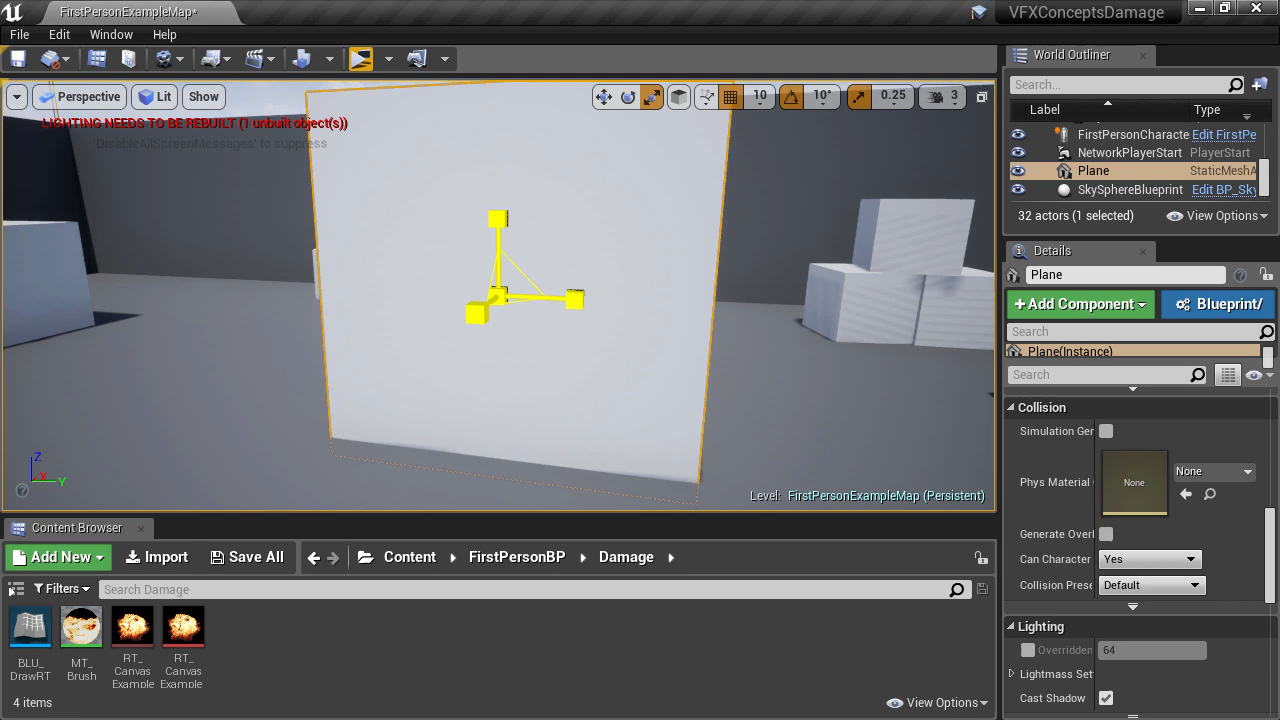 FirstPersonExampleMap*
VFXConceptsDamage
File Edit Window Help
Perspective Lit Show
10 10° 0.25 3
LIGHTING NEEDS TO BE REBUILT (1 unbuilt object(s))
DisableAllScreenMessages' to suppress
Z
X
Y
Level: FirstPersonExampleMap (Persistent)
World Outliner
Search...
Label Type
FirstPersonCharacte Edit FirstPe
NetworkPlayerStart PlayerStart
Plane StaticMeshA
SkySphereBlueprint Edit BP_Sky
32 actors (1 selected) View Options
Details
Plane
+Add Component Blueprint/
Search
Plane(Instance)
Search
Collision
Simulation Ger
Phys Material
None
None
Generate Overl
Can Character Yes
Collision Prese Default
Lighting
Overridden 64
Lightmass Set
Cast Shadow
Content Browser
Add New Import Save All Content FirstPersonBP Damage
Filters Search Damage
BLU_
DrawRT
MT_
Brush
RT_
Canvas
Example
RT_
Canvas
Example
4 items View Options